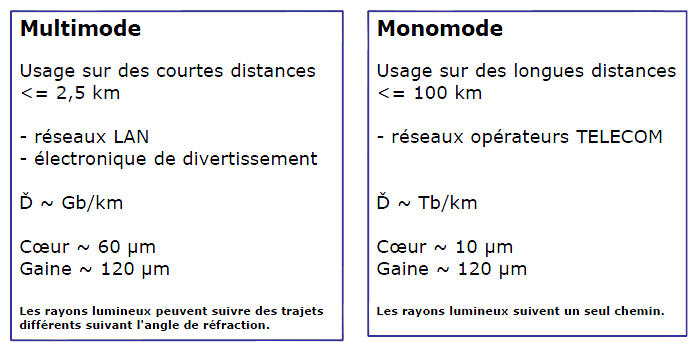 Multimode
Usage sur des courtes distances
<= 2,5 km
- réseaux LAN
- électronique de divertissement
Ď ~ Gb/km
Cœur ~ 60 µm
Gaine ~ 120 µm
Les rayons lumineux peuvent suivre des trajets
différents suivant l'angle de réfraction.
Monomode
Usage sur des longues distances
<= 100 km
- réseaux opérateurs TELECOM
Ď ~ Tb/km
Cœur ~ 10 µm
Gaine ~ 120 µm
Les rayons lumineux suivent un seul chemin.